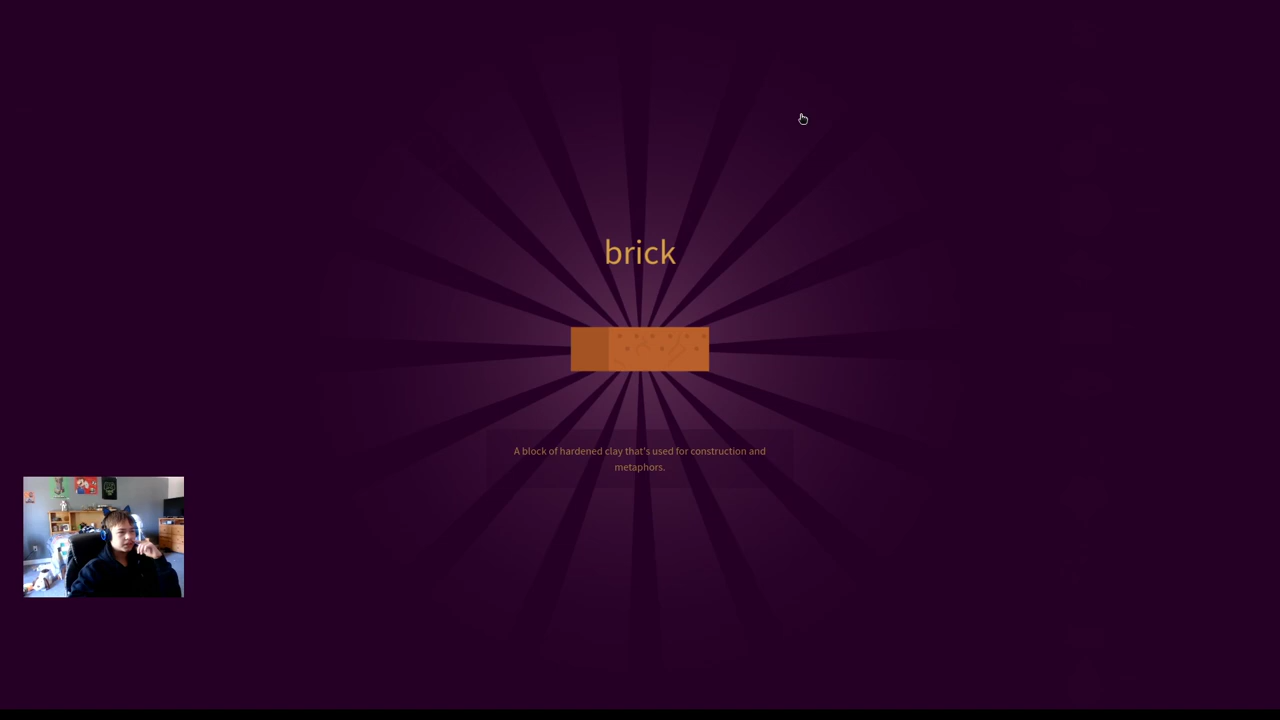 brick
A block of hardened clay that's used for construction and
metaphors.